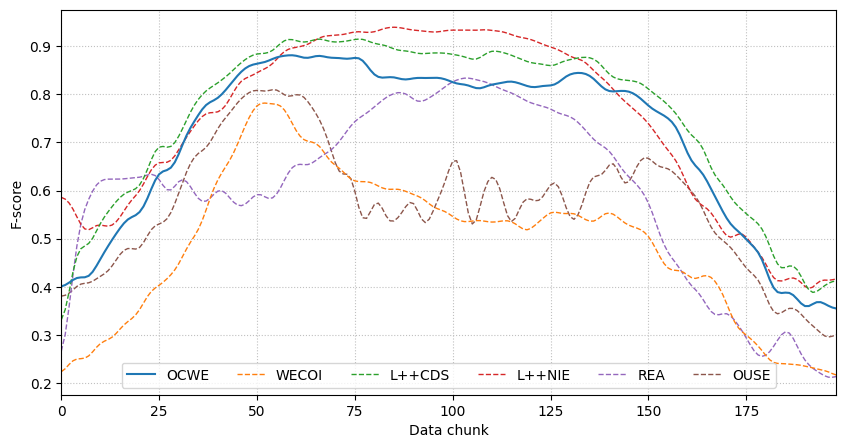 F-score
0.9
0.8
0.7
0.6
0.5
0.4
0.3
0.2
OCWE WECOI L++CDS L++NIE REA OUSE
0 25 50 75 100 125 150 175
Data chunk